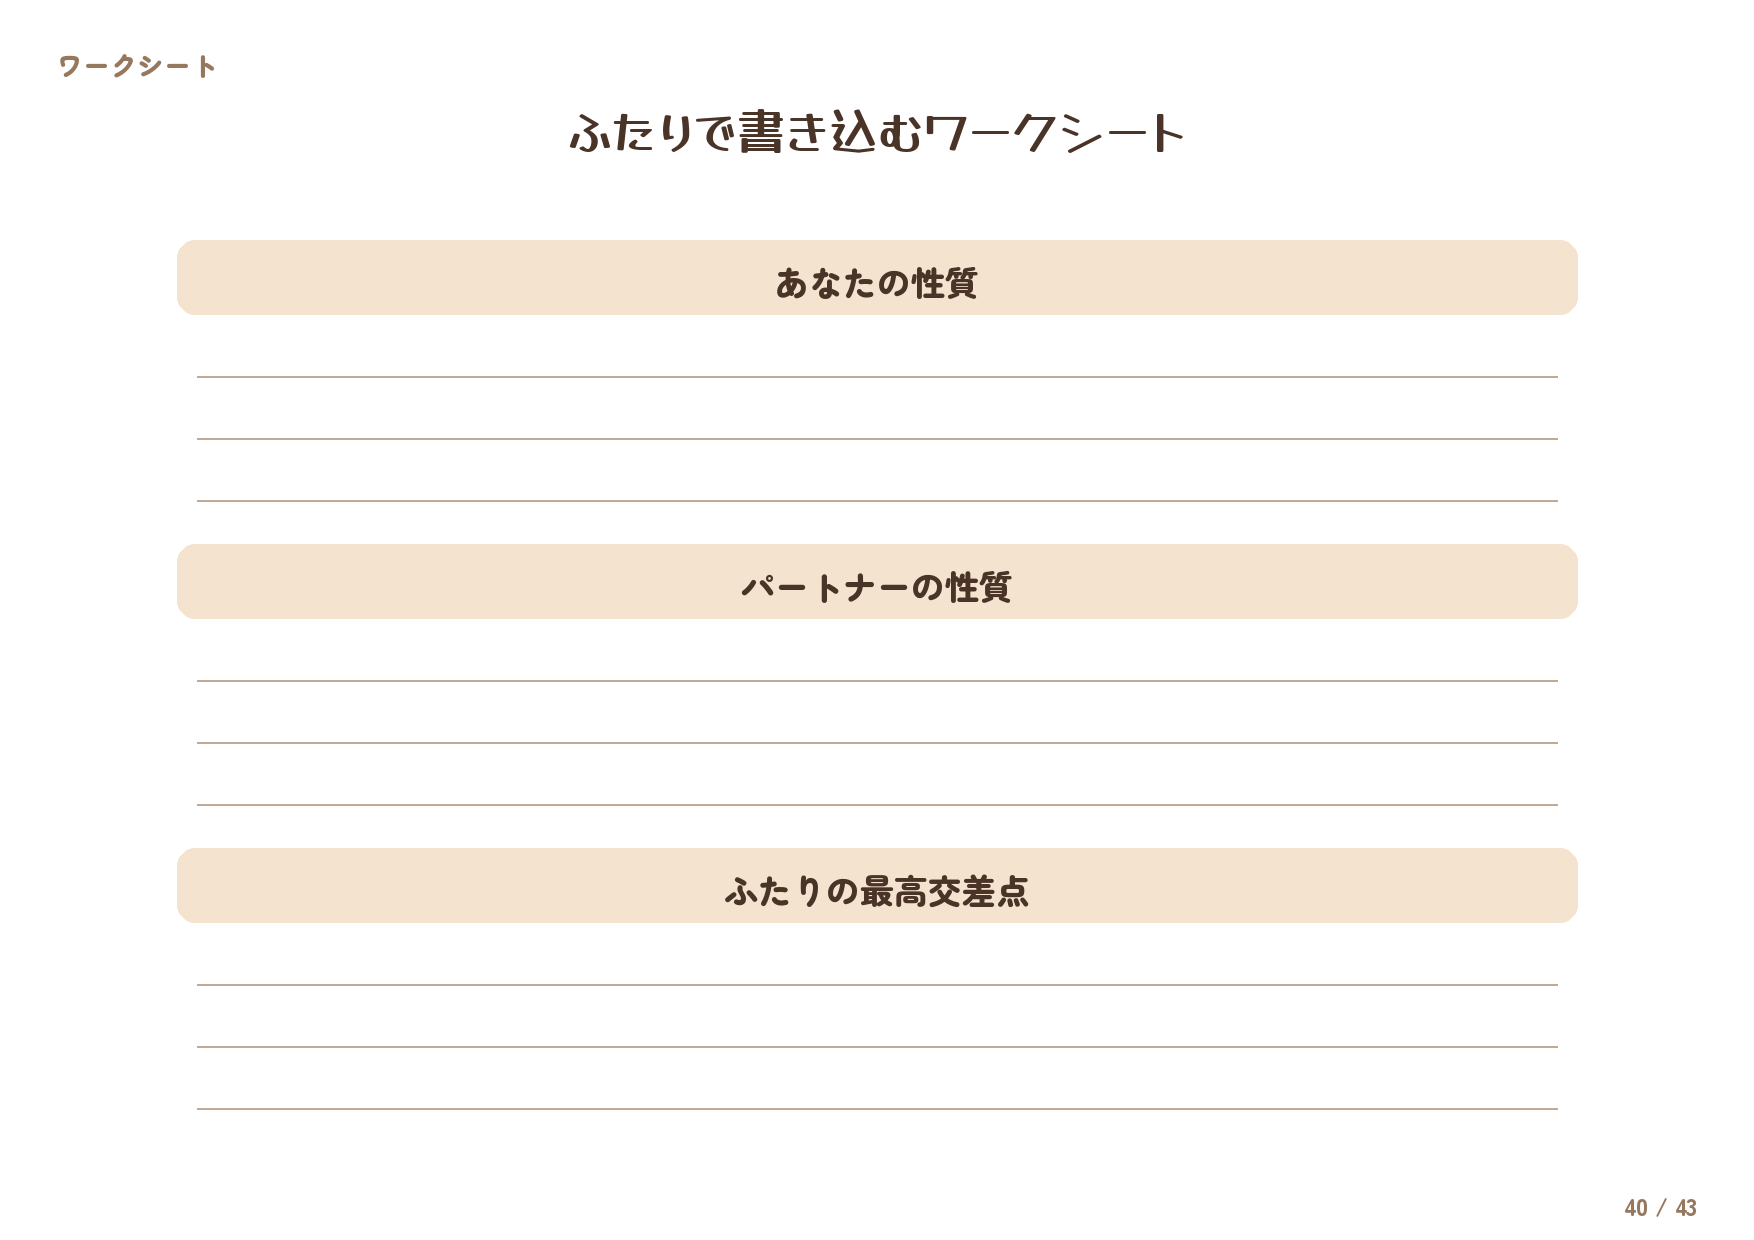 ワークシート
ふたりで書き込むワークシート
あなたの性質
パートナーの性質
ふたりの最高交差点
40 / 43